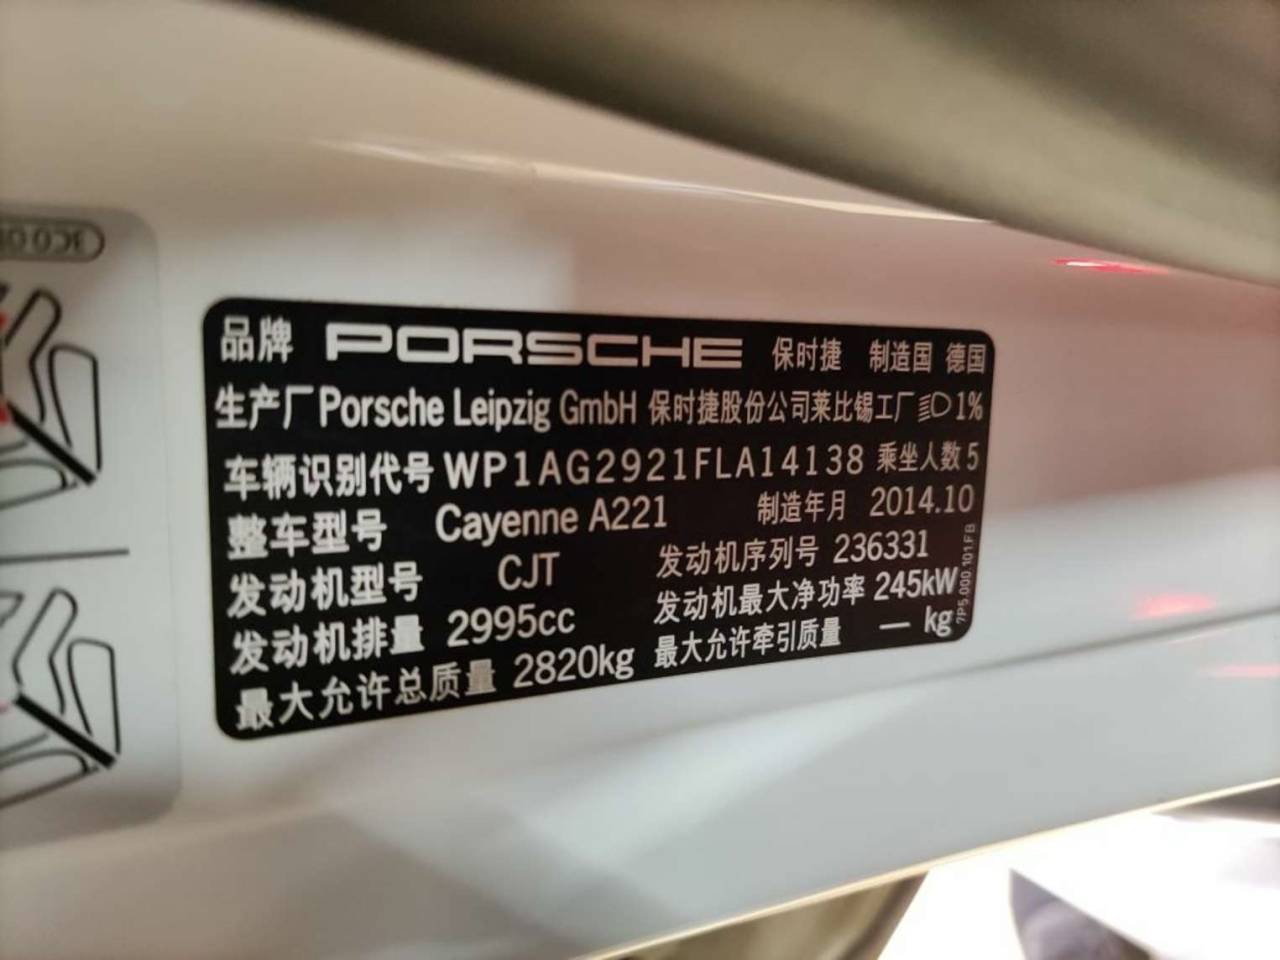 3C0 0
品牌 PORSCHE 保时捷 制造国 德国
生产厂 Porsche Leipzig GmbH 保时捷股份公司莱比锡工厂 1%
车辆识别代号 WP1AG2921FLA14138 乘坐人数 5
整车型号 Cayenne A221 制造年月 2014.10
发动机型号 CJT 发动机序列号 236331
发动机排量 2995cc 发动机最大净功率 245kW
最大允许总质量 2820kg 最大允许牵引质量 — kg
7P5.000.101.FB